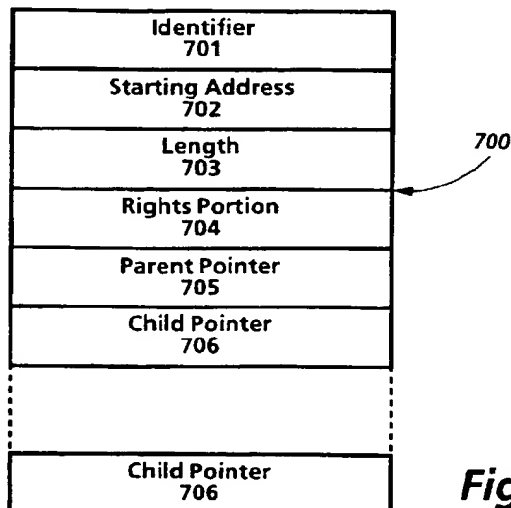 Identifier
701
Starting Address
702
Length
703
700
Rights Portion
704
Parent Pointer
705
Child Pointer
706
Child Pointer
706
Fig